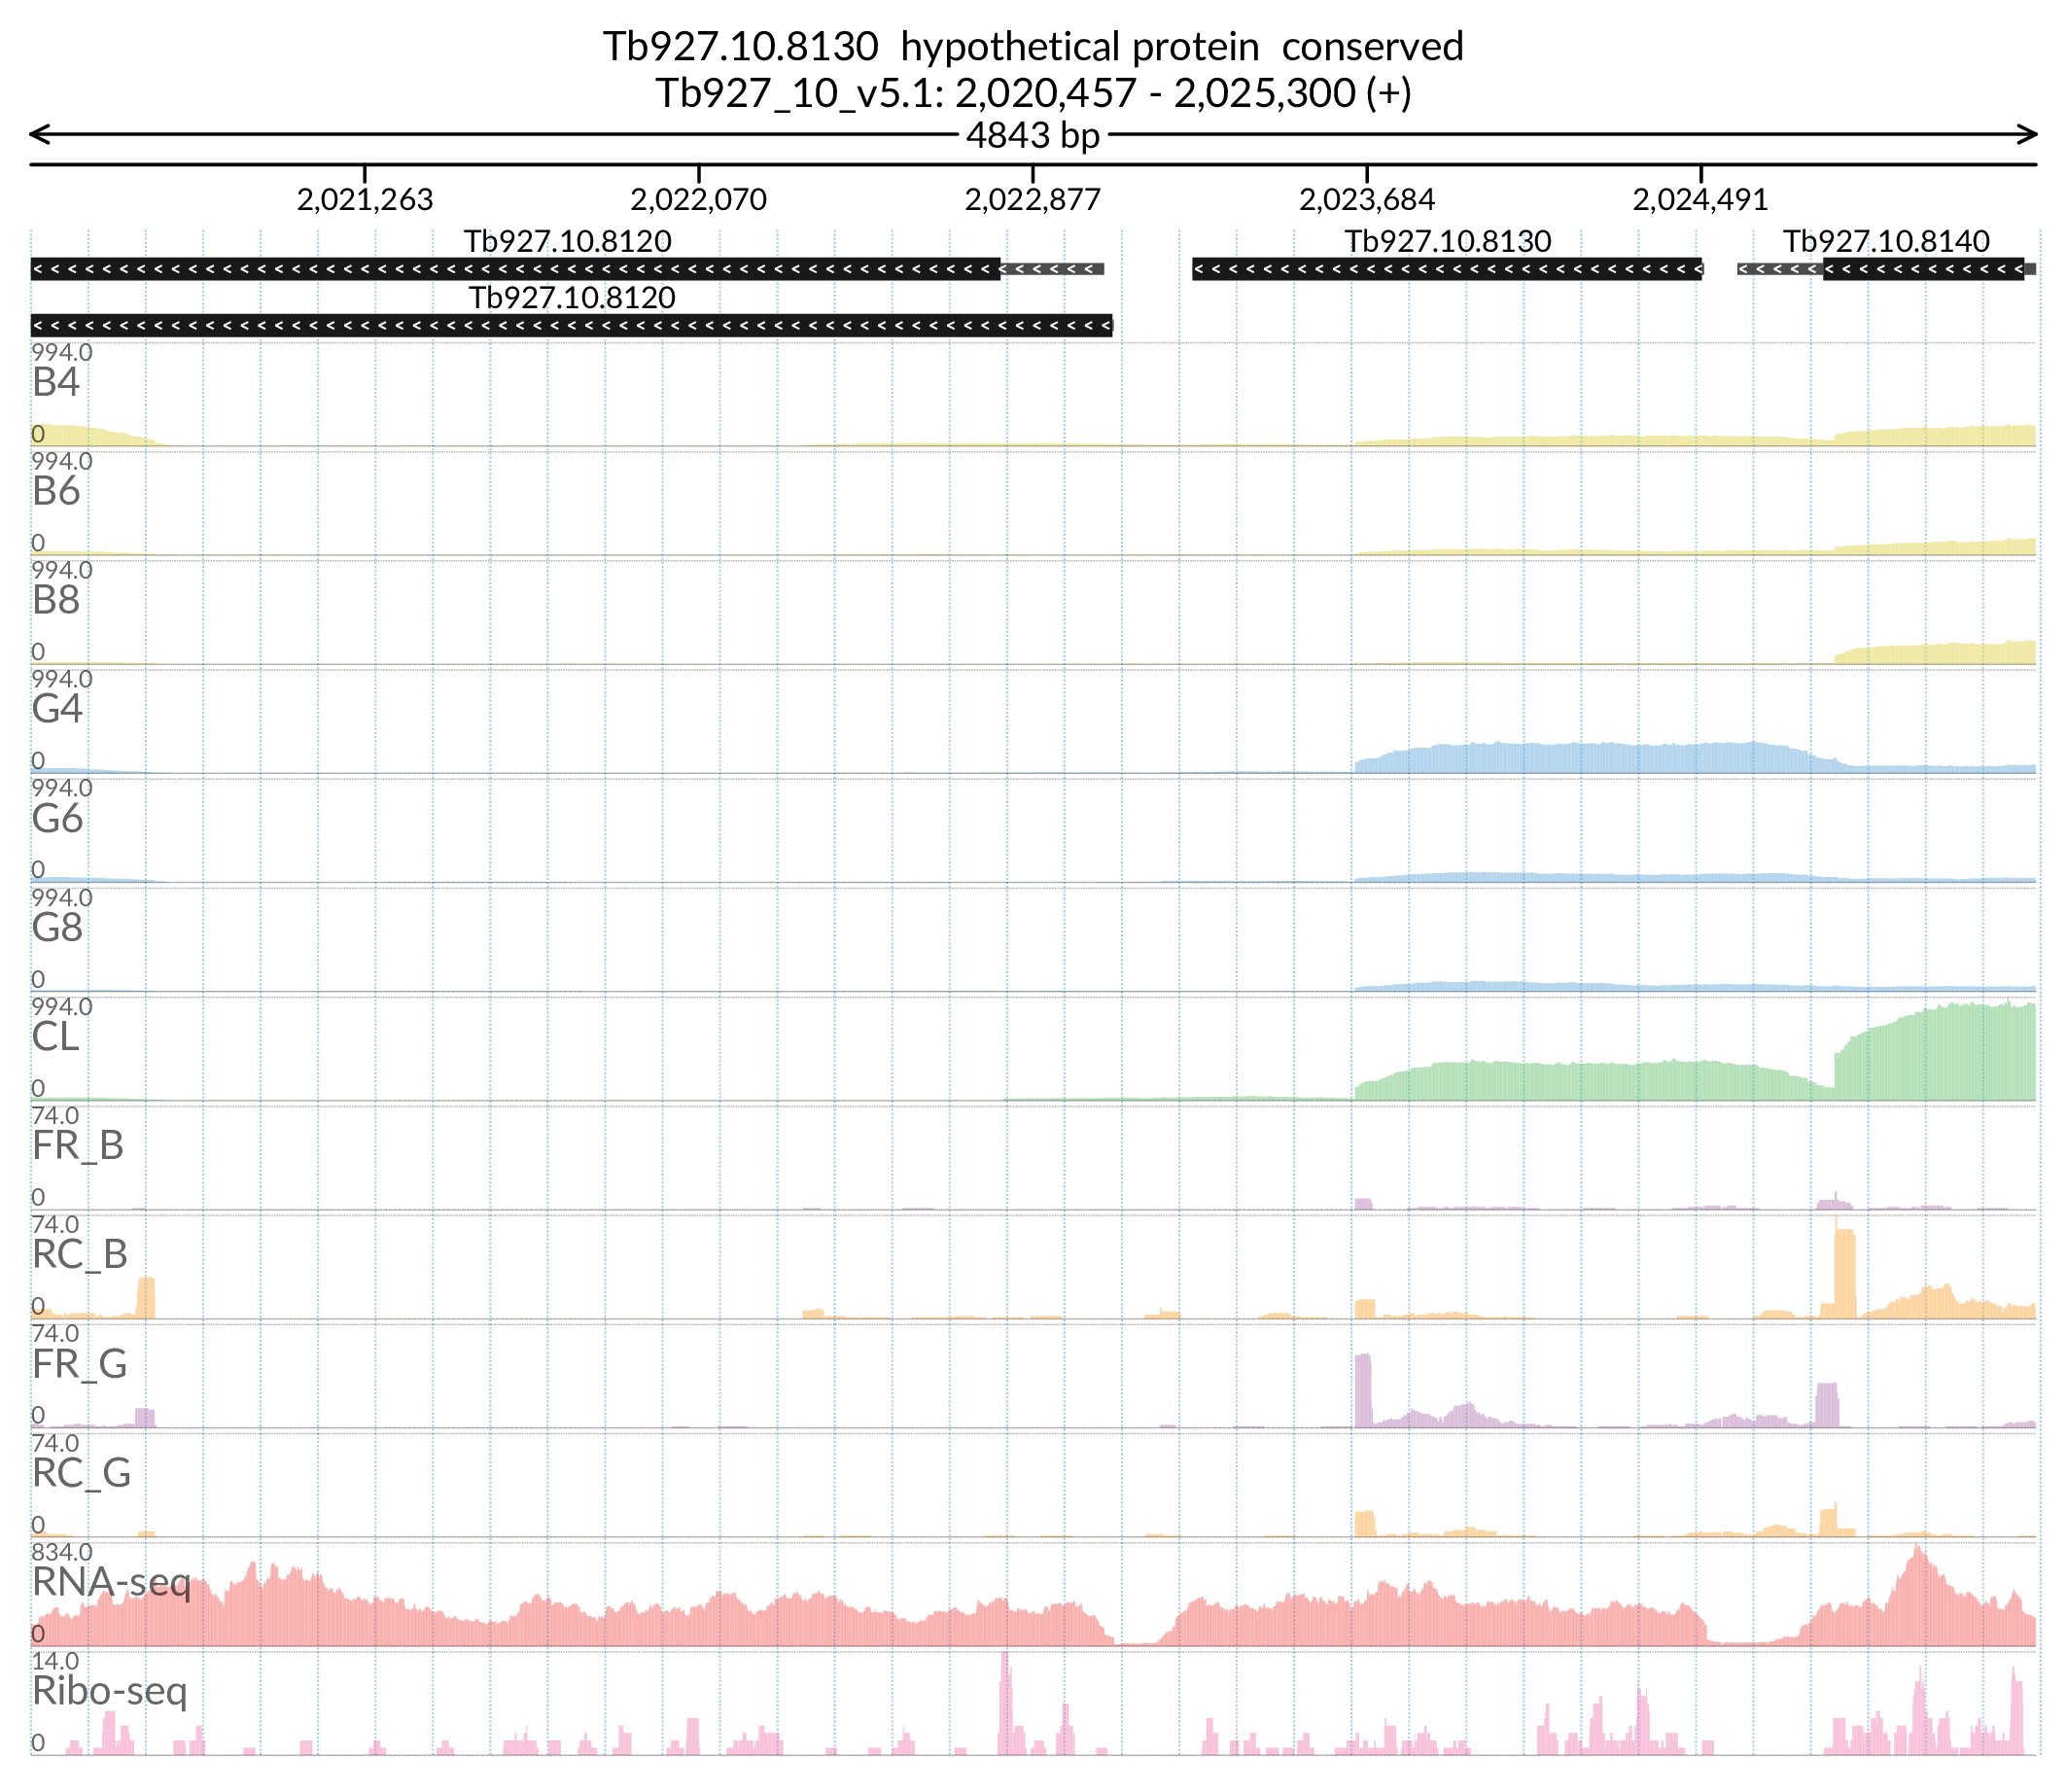 Tb927.10.8130  hypothetical protein  conserved
Tb927_10_v5.1: 2,020,457 - 2,025,300 (+)
4843 bp
2,021,263 2,022,070 2,022,877 2,023,684 2,024,491
Tb927.10.8120 Tb927.10.8130 Tb927.10.8140
Tb927.10.8120
994.0
B4
0
994.0
B6
0
994.0
B8
0
994.0
G4
0
994.0
G6
0
994.0
G8
0
994.0
CL
0
74.0
FR_B
0
74.0
RC_B
0
74.0
FR_G
0
74.0
RC_G
0
834.0
RNA-seq
0
14.0
Ribo-seq
0